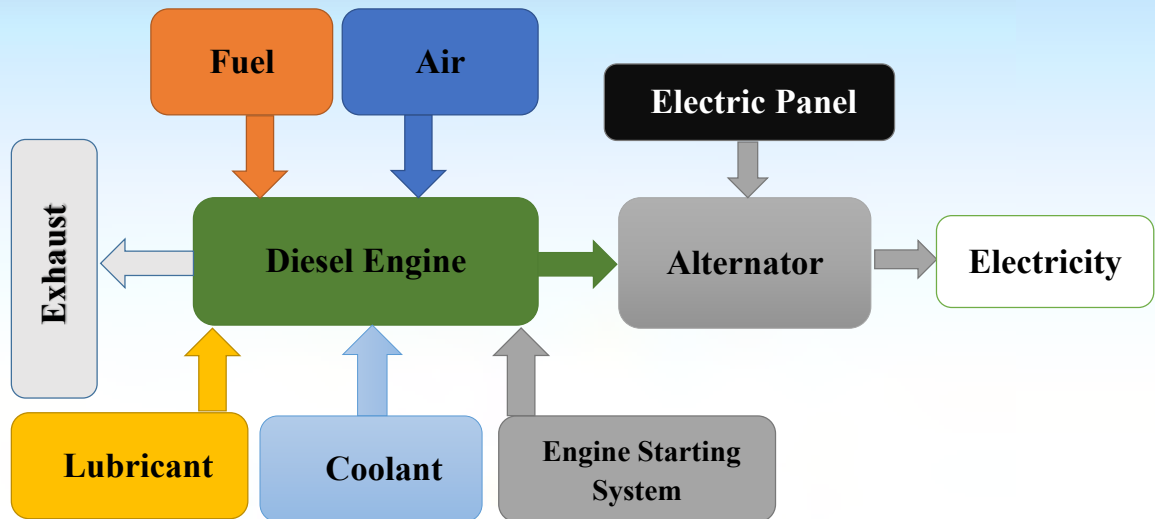 Fuel
Air
Electric Panel
Exhaust
Diesel Engine
Alternator
Electricity
Lubricant
Coolant
Engine Starting
System